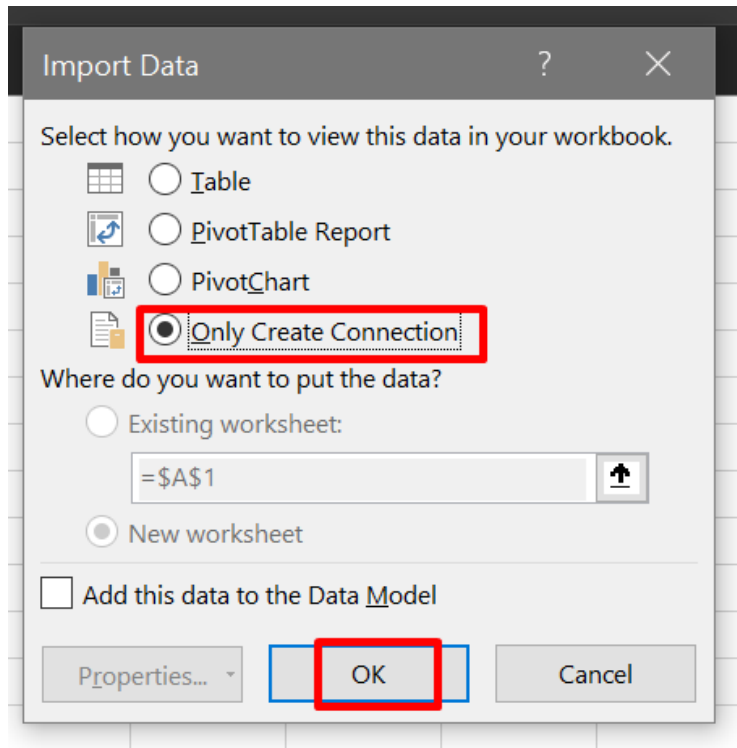 Import Data ?
Select how you want to view this data in your workbook.
Table
PivotTable Report
PivotChart
Only Create Connection
Where do you want to put the data?
Existing worksheet:
=$A$1
New worksheet
Add this data to the Data Model
Properties... OK Cancel